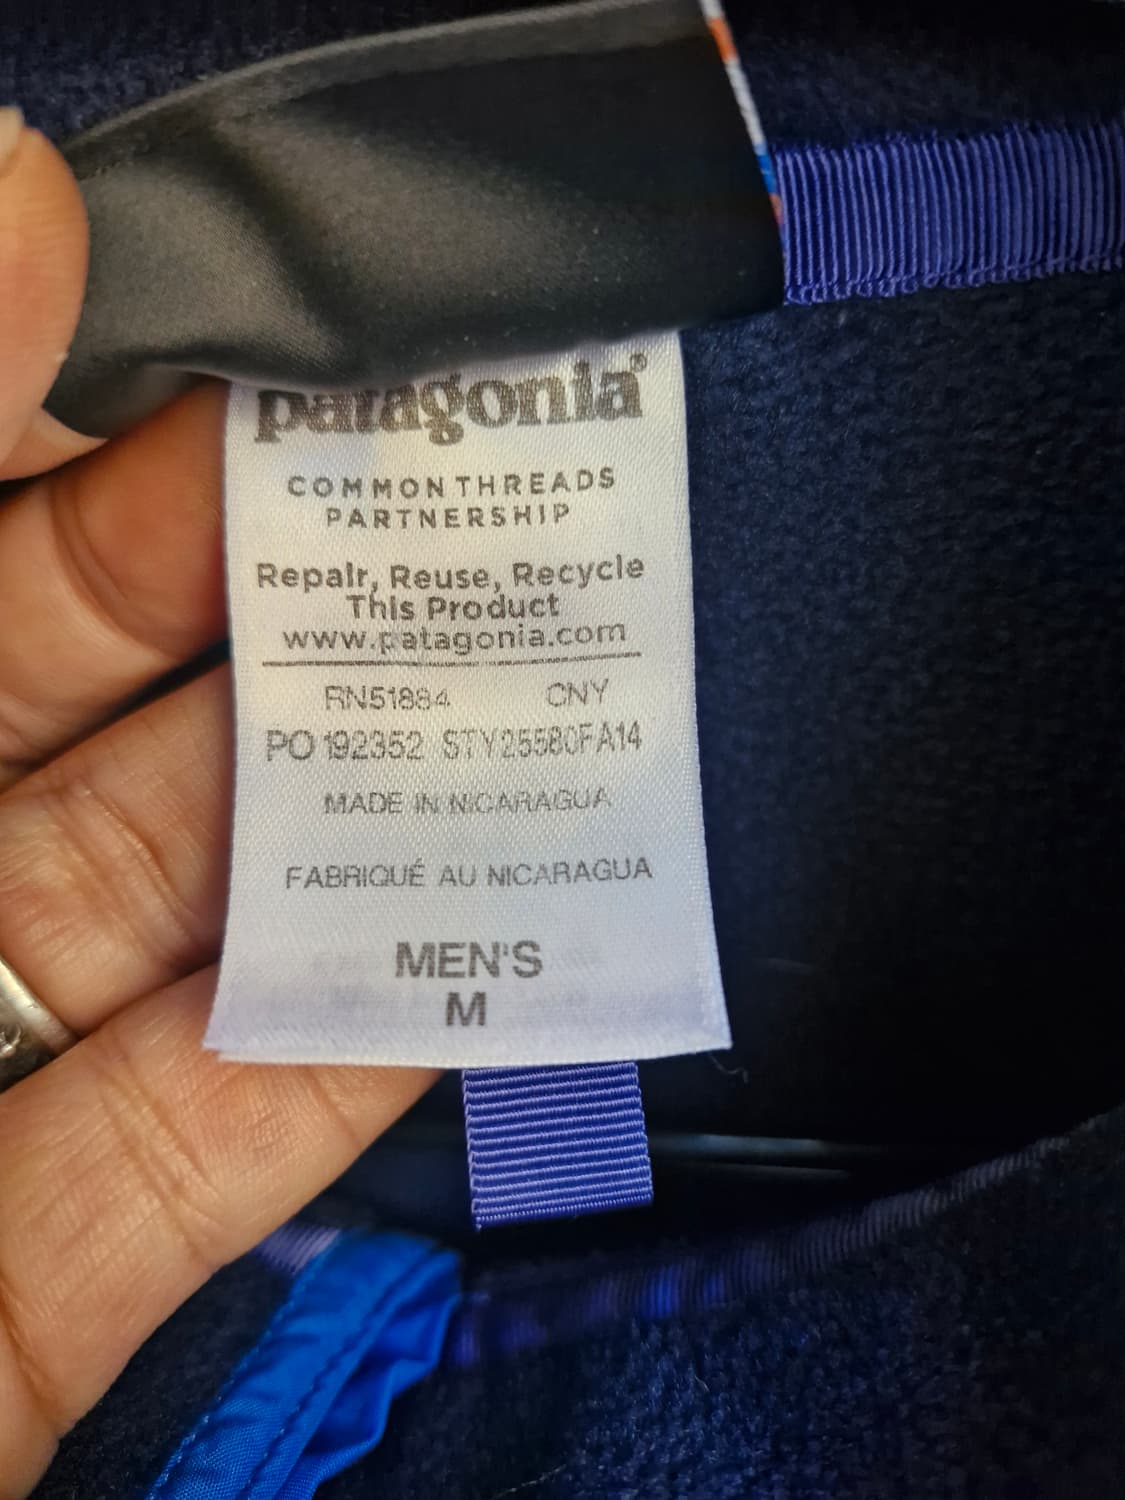 patagonia®
COMMON THREADS
PARTNERSHIP
Repair, Reuse, Recycle
This Product
www.patagonia.com
RN51884 CNY
PO 192352 STY25580FA14
MADE IN NICARAGUA
FABRIQUÉ AU NICARAGUA
MEN'S
M